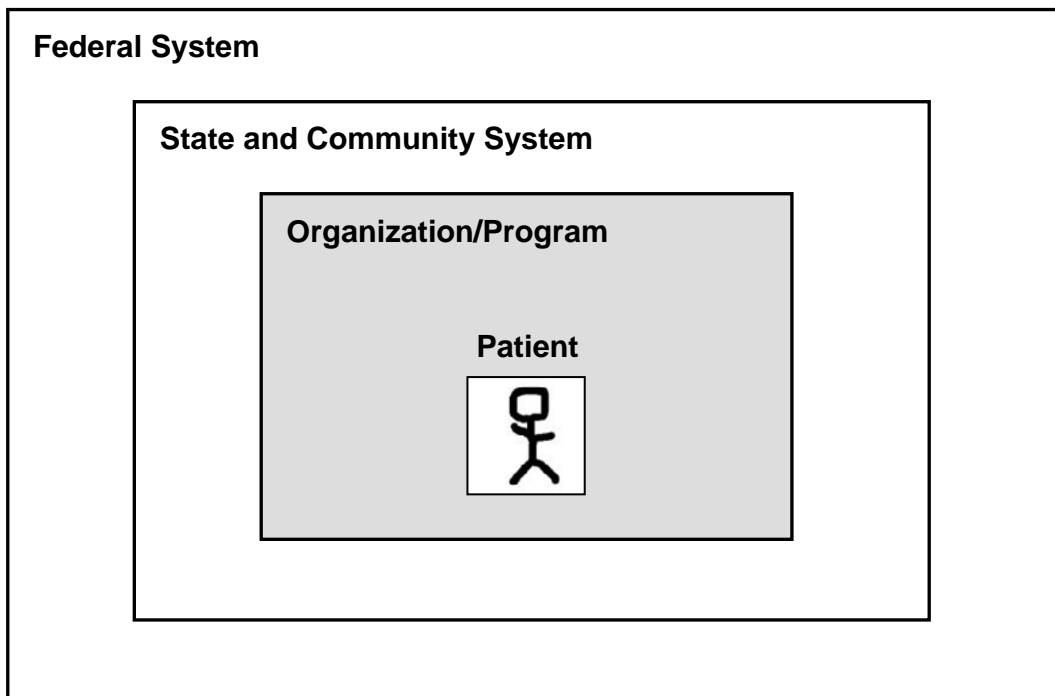 Federal System
State and Community System
Organization/Program
Patient